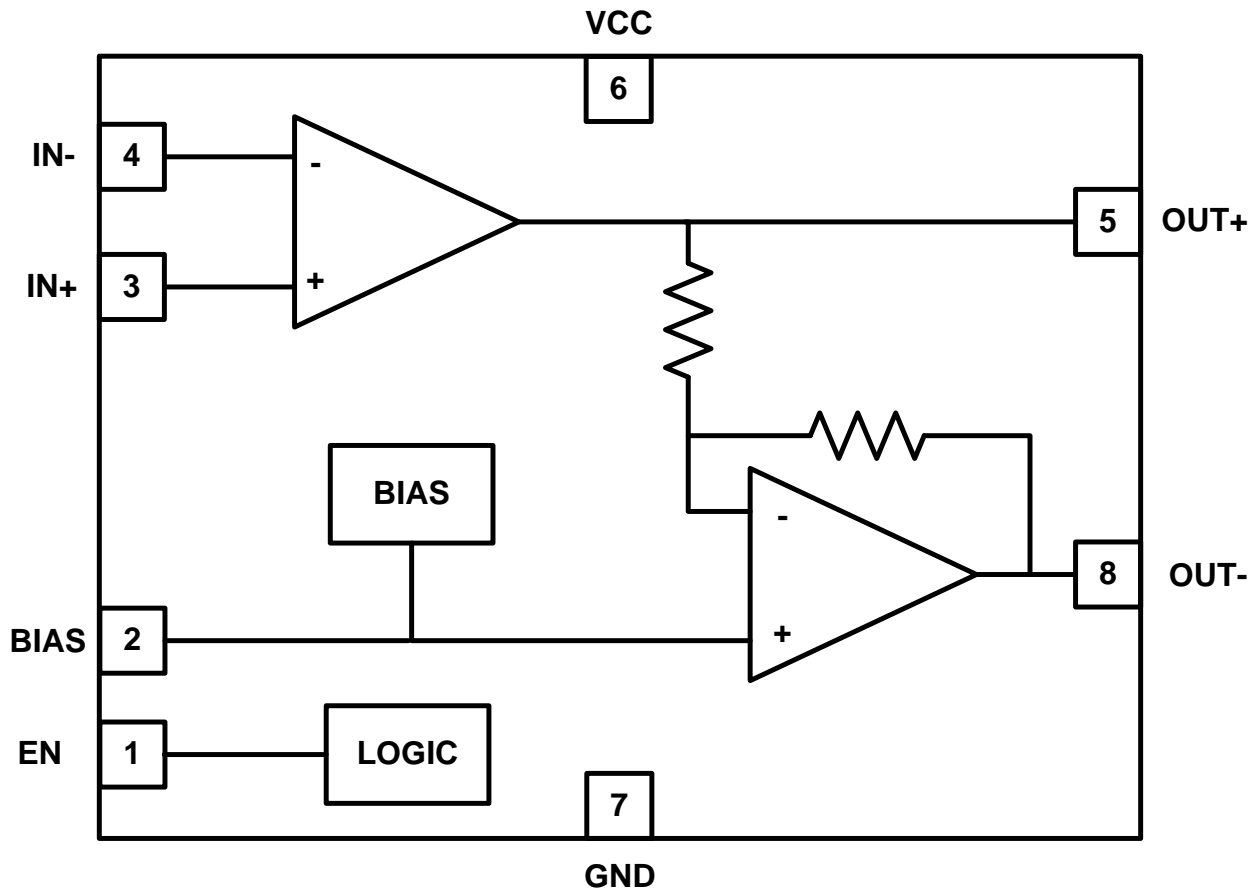 VCC
6
IN-
4
-
5
OUT+
IN+
3
+
BIAS
-
8
OUT-
BIAS
2
+
EN
1
LOGIC
7
GND